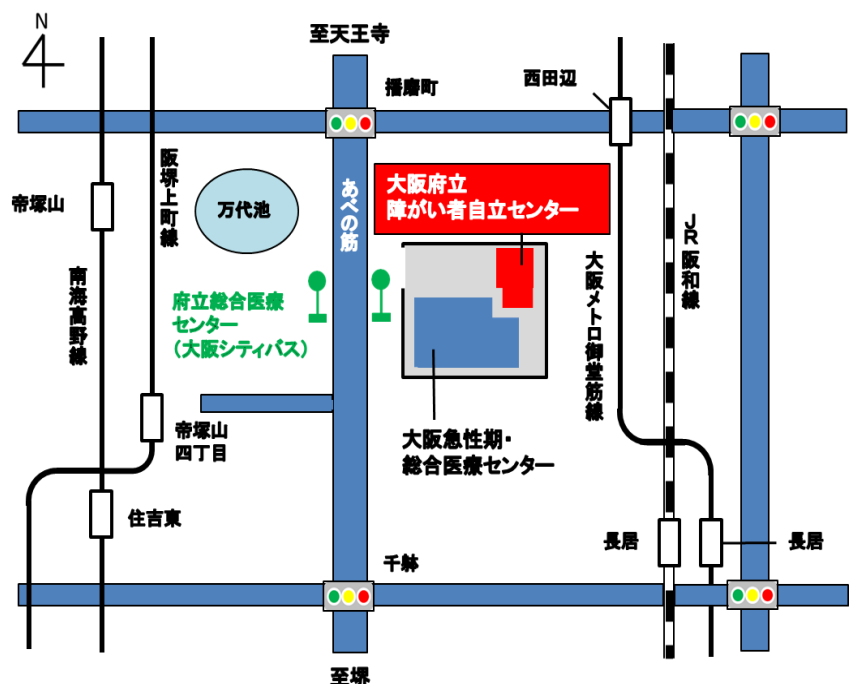 N
至天王寺
播磨町
西田辺
大阪府立
障がい者自立センター
阪堺上町線
帝塚山
万代池
あべの筋
JR阪和線
大阪メトロ御堂筋線
南海高野線
府立総合医療
センター
(大阪シティバス)
帝塚山
四丁目
大阪急性期・
総合医療センター
住吉東
長居
長居
千躰
至堺